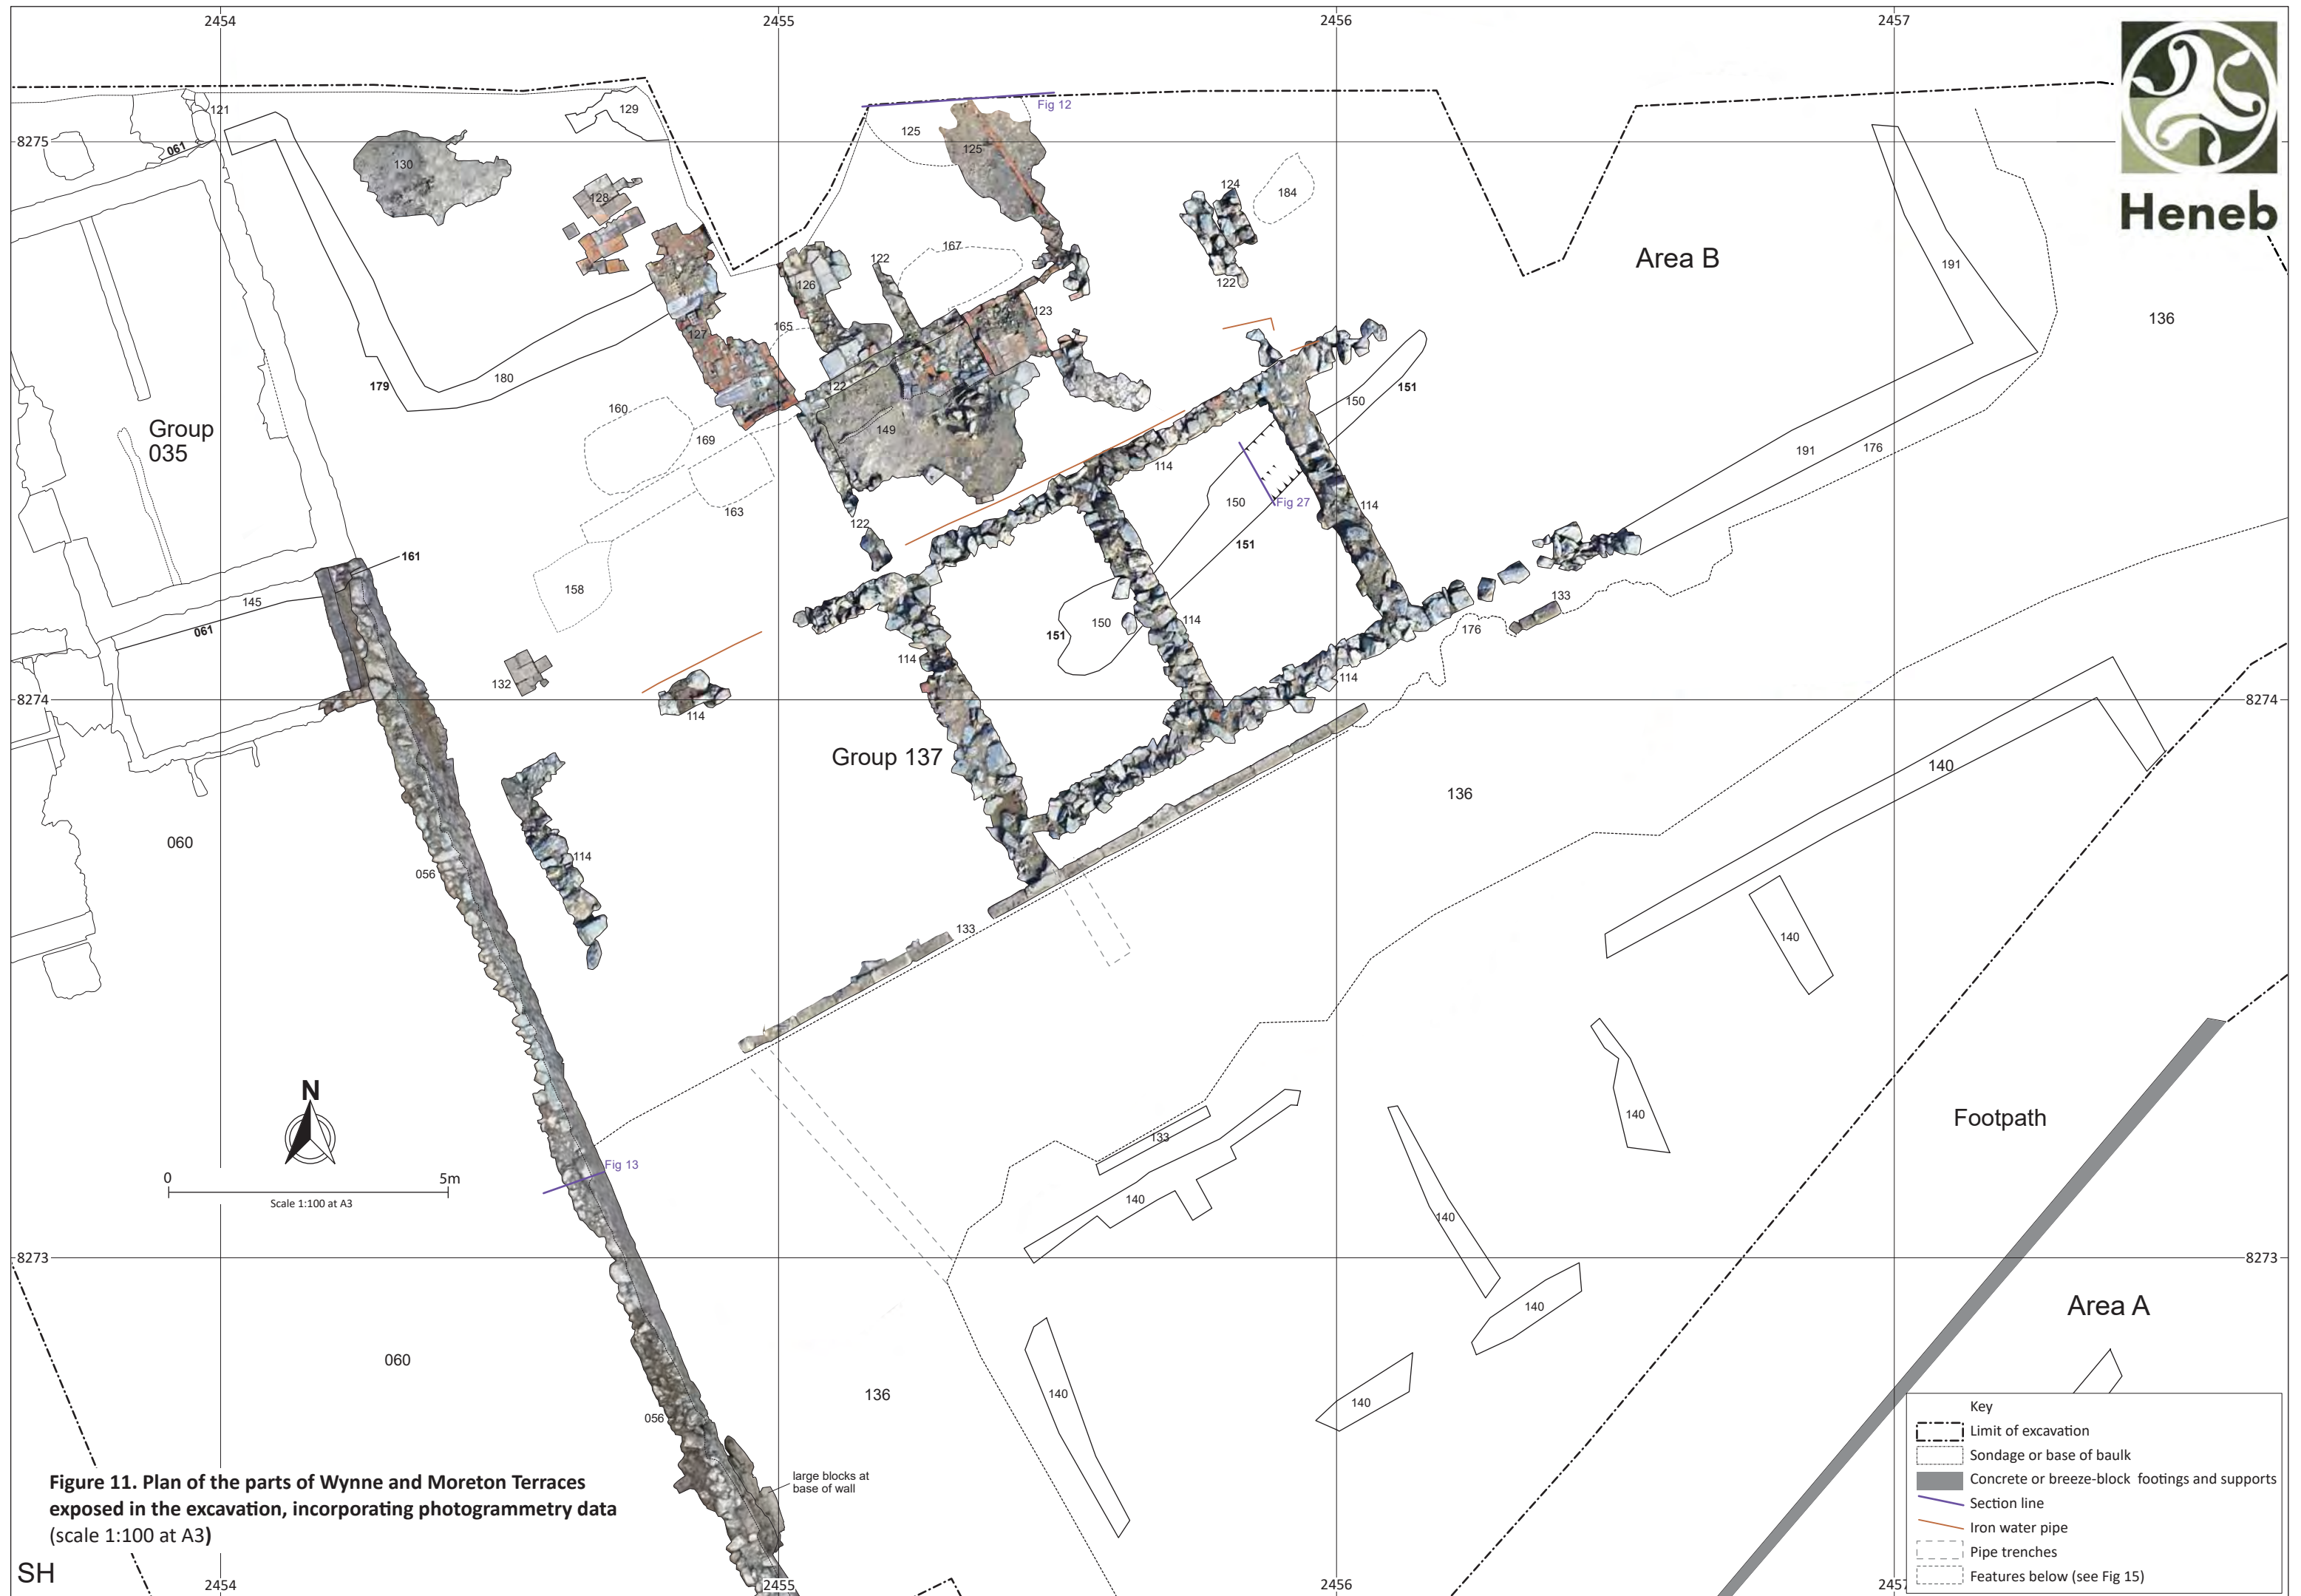 2454 2455 2456 2457
Heneb
Fig 12
121
129
125
8275
061
130
125
124
184
128
167
122
Area B
126
122
191
123
136
165
127
179
180
122
151
150
160
Group
035
149
169
114
191 176
150
Fig 27
163
114
122
151
161
158
133
145
150
114
176
061
151
114
114
132
8274 8274
114
Group 137
140
136
060
114
056
133
140
140
Footpath
N
133
Fig 13
0 5m
140
Scale 1:100 at A3
140
8273 8273
140
Area A
060
136
140
140
056
Key
Limit of excavation
Sondage or base of baulk
Concrete or breeze-block footings and supports
Section line
Iron water pipe
Pipe trenches
Features below (see Fig 15)
large blocks at
base of wall
Figure 11. Plan of the parts of Wynne and Moreton Terraces
exposed in the excavation, incorporating photogrammetry data
(scale 1:100 at A3)
SH
2454 2455 2456